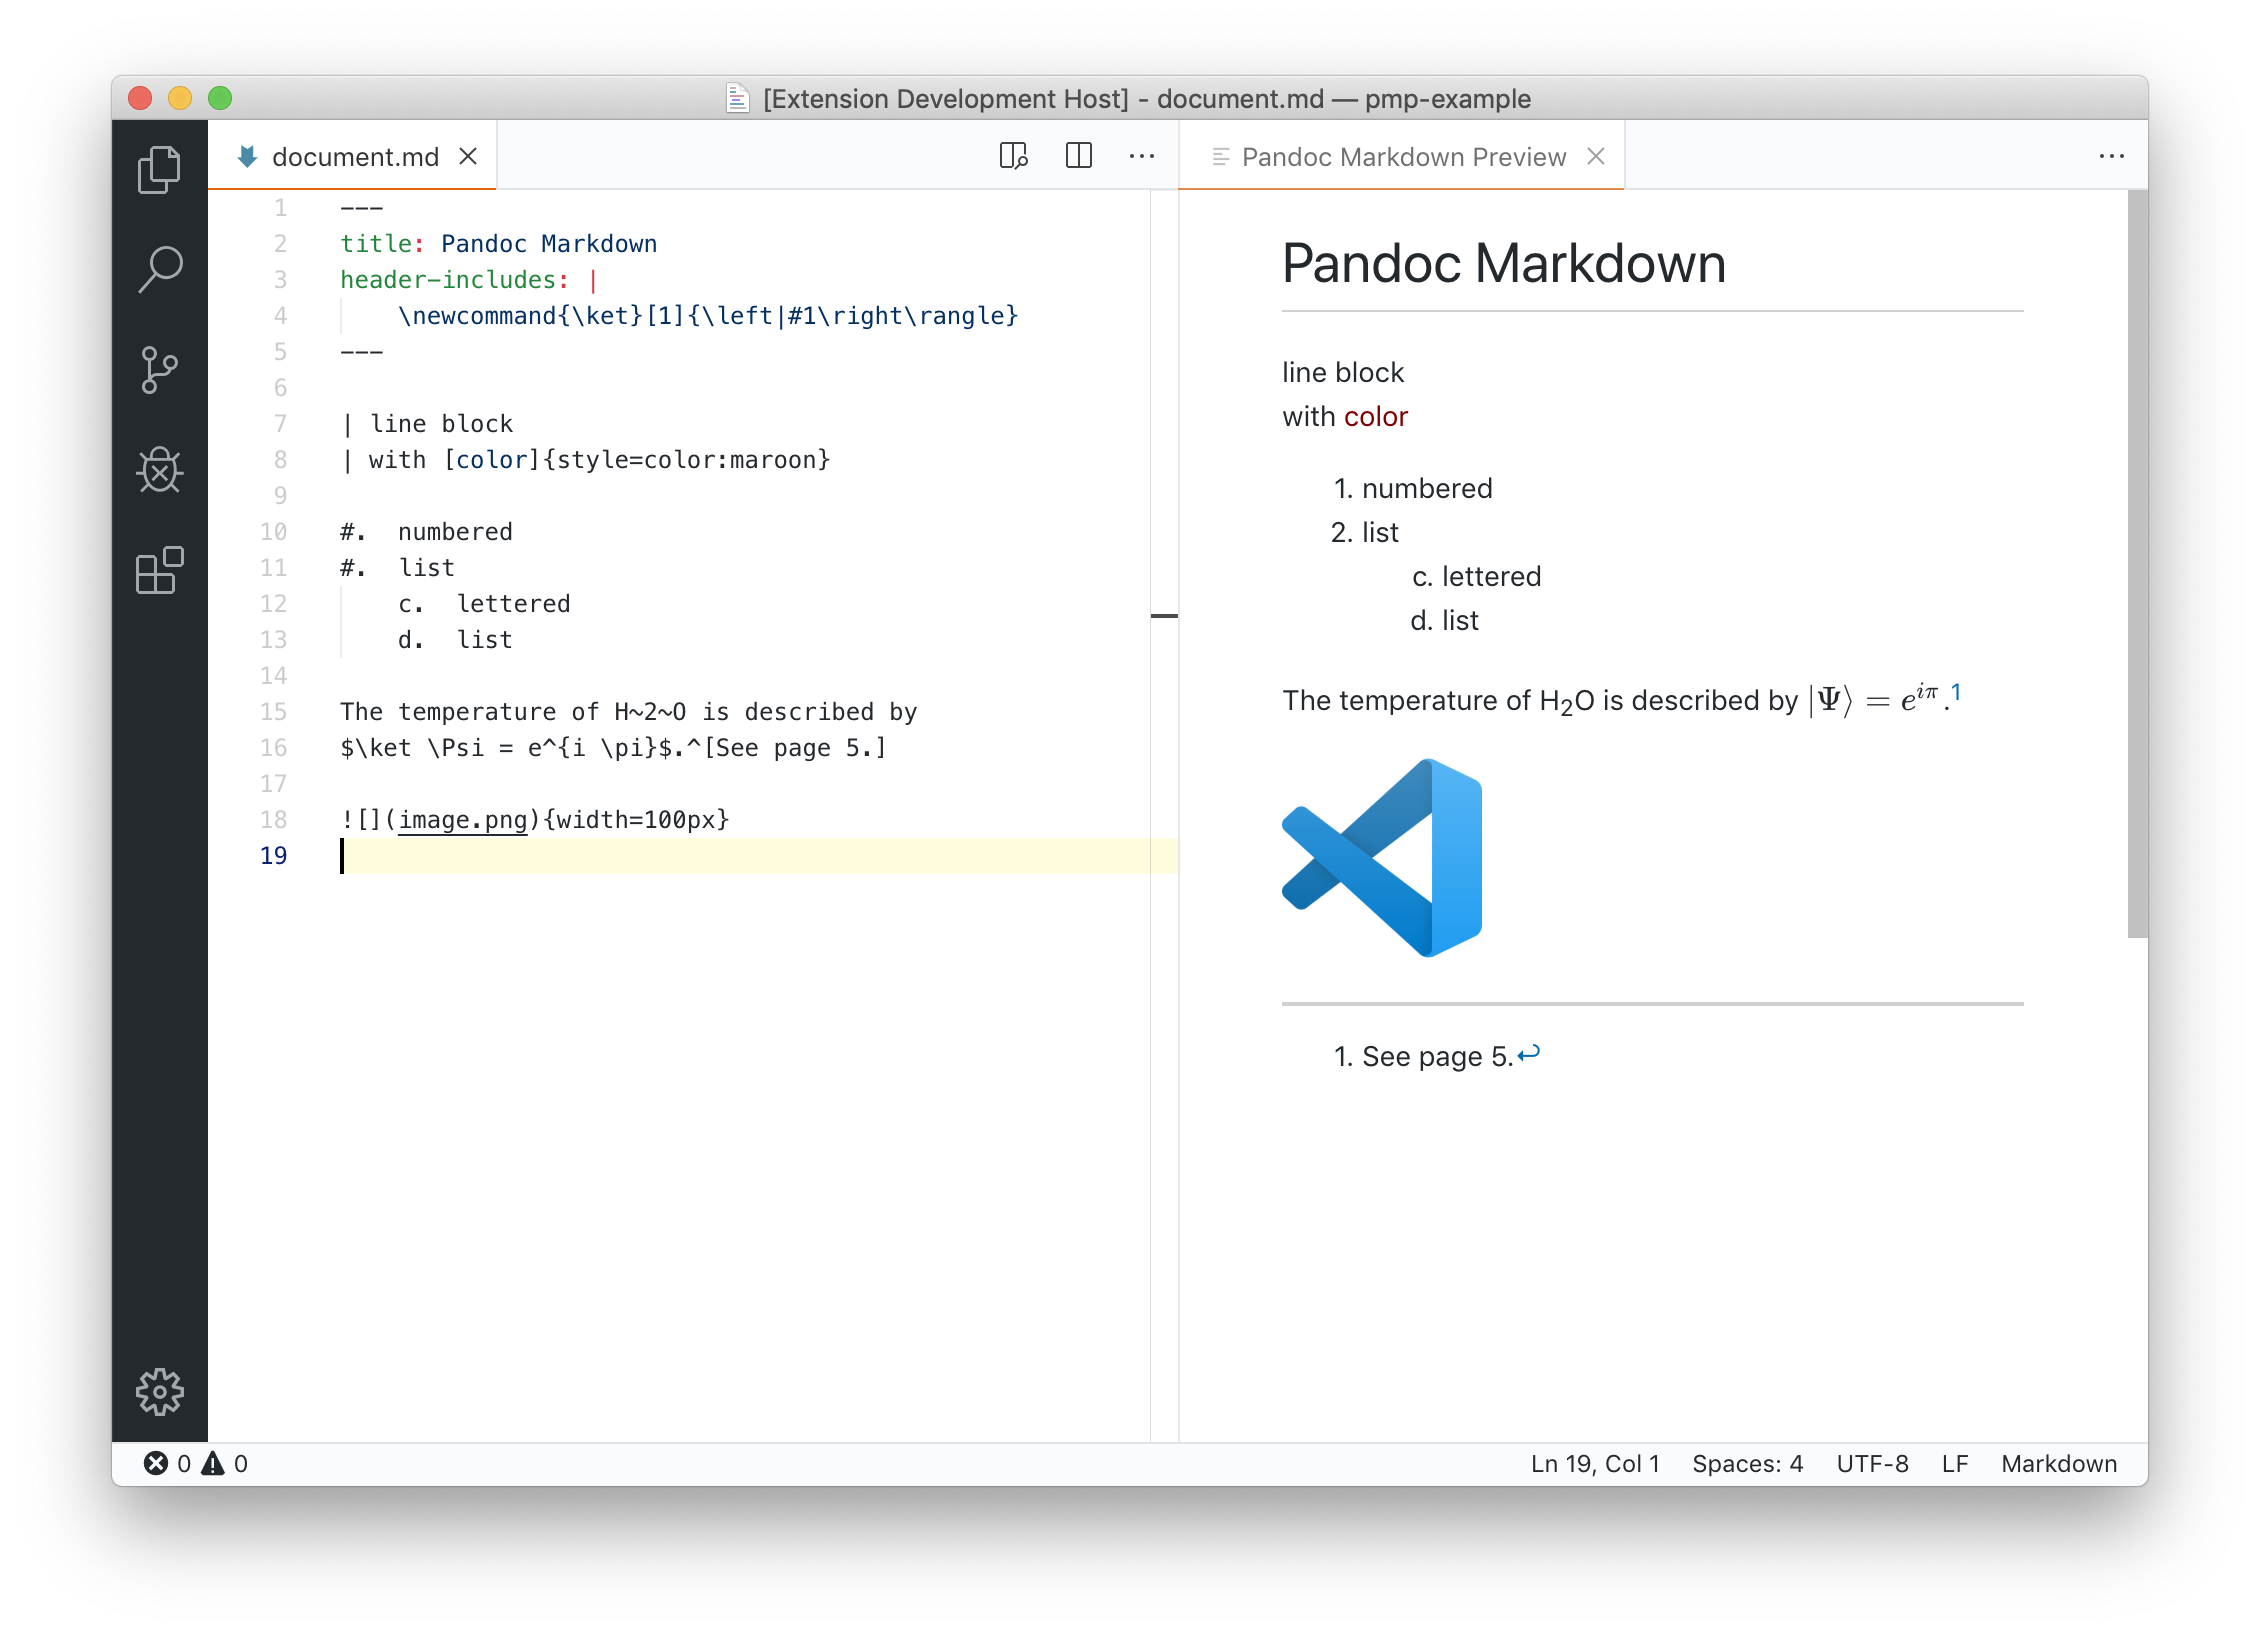 [Extension Development Host] - document.md — pmp-example
document.md
Pandoc Markdown Preview
1 ---
2 title: Pandoc Markdown
3 header-includes: |
4     \newcommand{\ket}[1]{\left|#1\right\rangle}
5 ---
6
7 | line block
8 | with [color]{style=color:maroon}
9
10 #.  numbered
11 #.  list
12     c.  lettered
13     d.  list
14
15 The temperature of H~2~O is described by
16 $\ket \Psi = e^{i \pi}$.^[See page 5.]
17
18 ![](image.png){width=100px}
19
Pandoc Markdown
line block
with color
1. numbered
2. list
c. lettered
d. list
The temperature of H₂O is described by |Ψ⟩ = e^{iπ}.¹
1. See page 5.↩
0 0
Ln 19, Col 1 Spaces: 4 UTF-8 LF Markdown